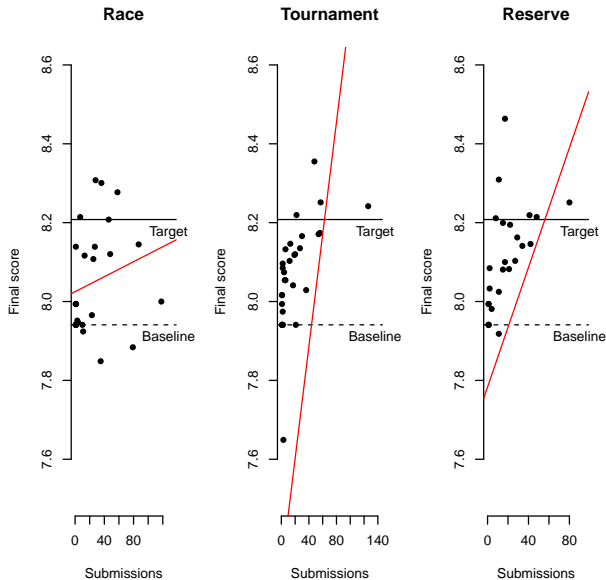 Race
Tournament
Reserve
Final score
7.6
7.8
8.0
8.2
8.4
8.6
Target
Baseline
0
40
80
Submissions
Final score
7.6
7.8
8.0
8.2
8.4
8.6
Target
Baseline
0
40
80
140
Submissions
Final score
7.6
7.8
8.0
8.2
8.4
8.6
Target
Baseline
0
40
80
Submissions